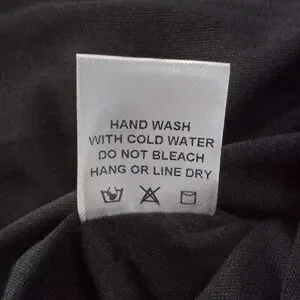 HAND WASH
WITH COLD WATER
DO NOT BLEACH
HANG OR LINE DRY